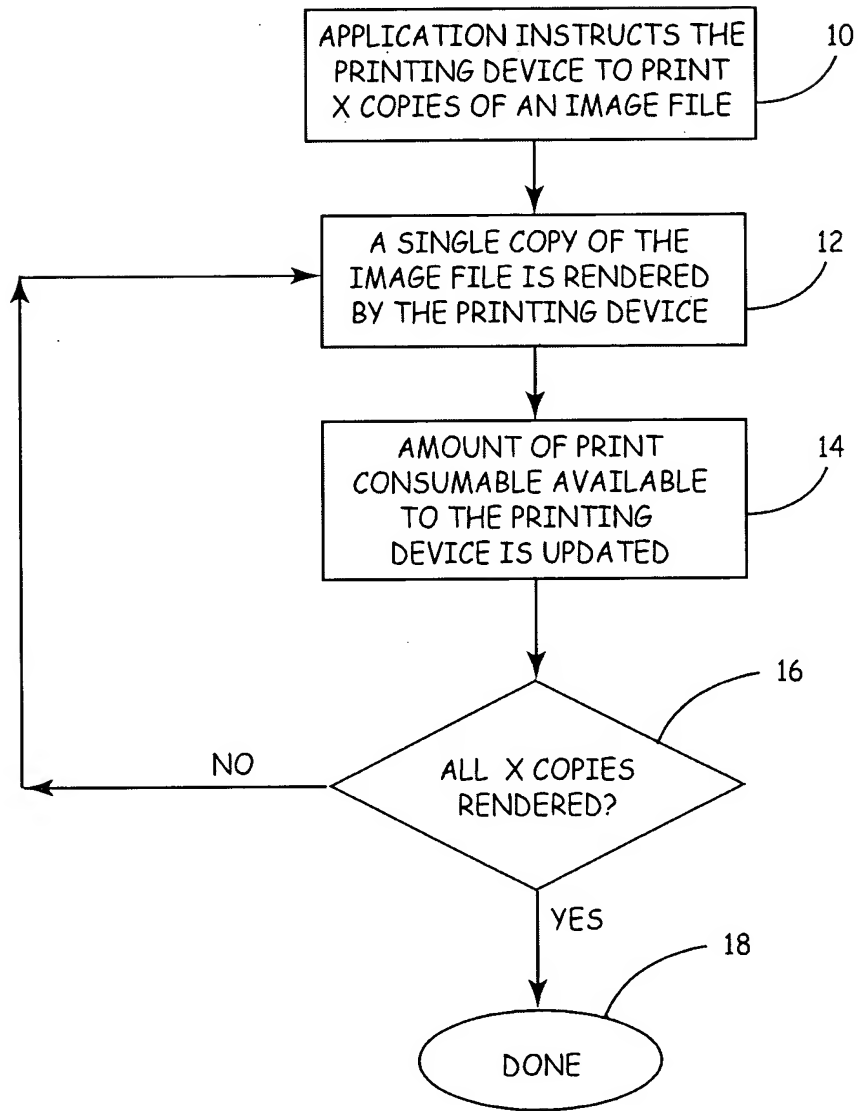 APPLICATION INSTRUCTS THE
PRINTING DEVICE TO PRINT
X COPIES OF AN IMAGE FILE
10
A SINGLE COPY OF THE
IMAGE FILE IS RENDERED
BY THE PRINTING DEVICE
12
AMOUNT OF PRINT
CONSUMABLE AVAILABLE
TO THE PRINTING
DEVICE IS UPDATED
14
16
ALL X COPIES
RENDERED?
NO
YES
18
DONE